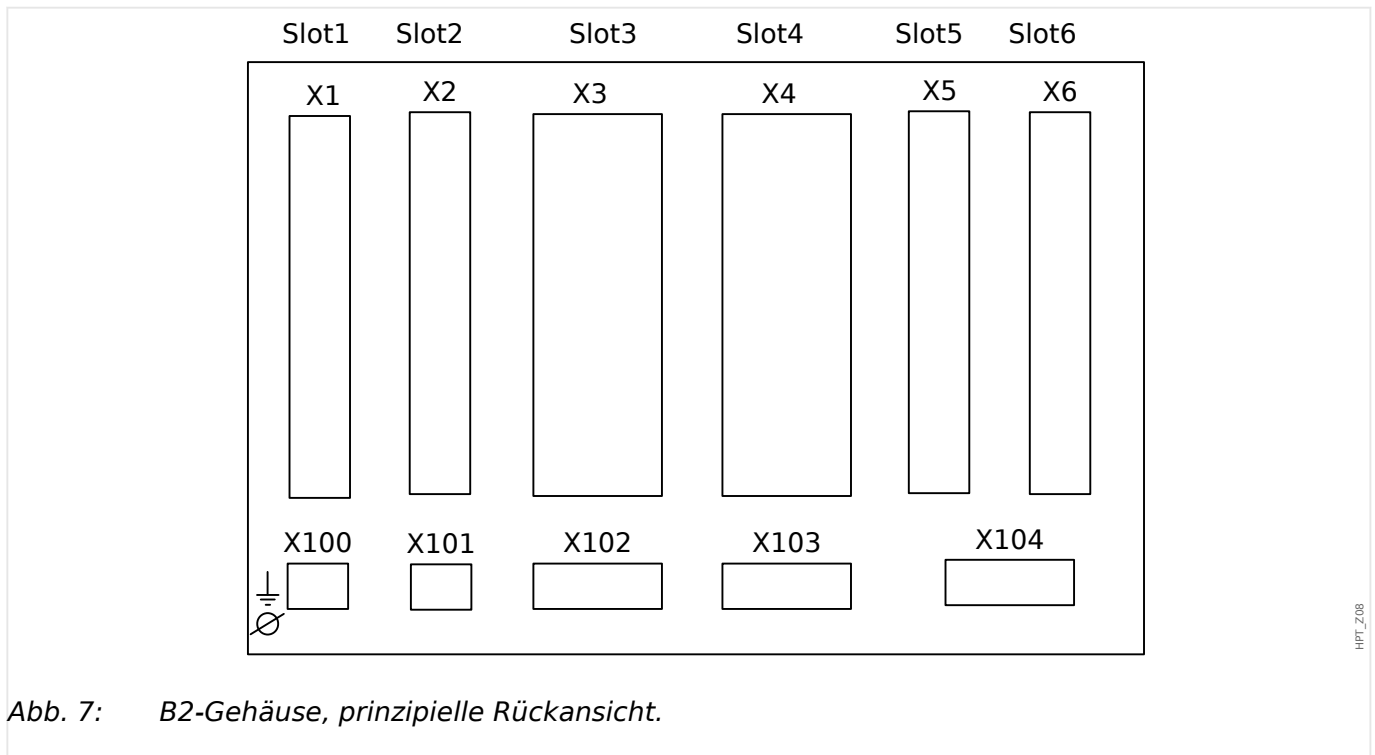 Slot1 Slot2 Slot3 Slot4 Slot5 Slot6
X1 X2 X3 X4 X5 X6
X100 X101 X102 X103 X104
HPT_Z08
Abb. 7: B2-Gehäuse, prinzipielle Rückansicht.